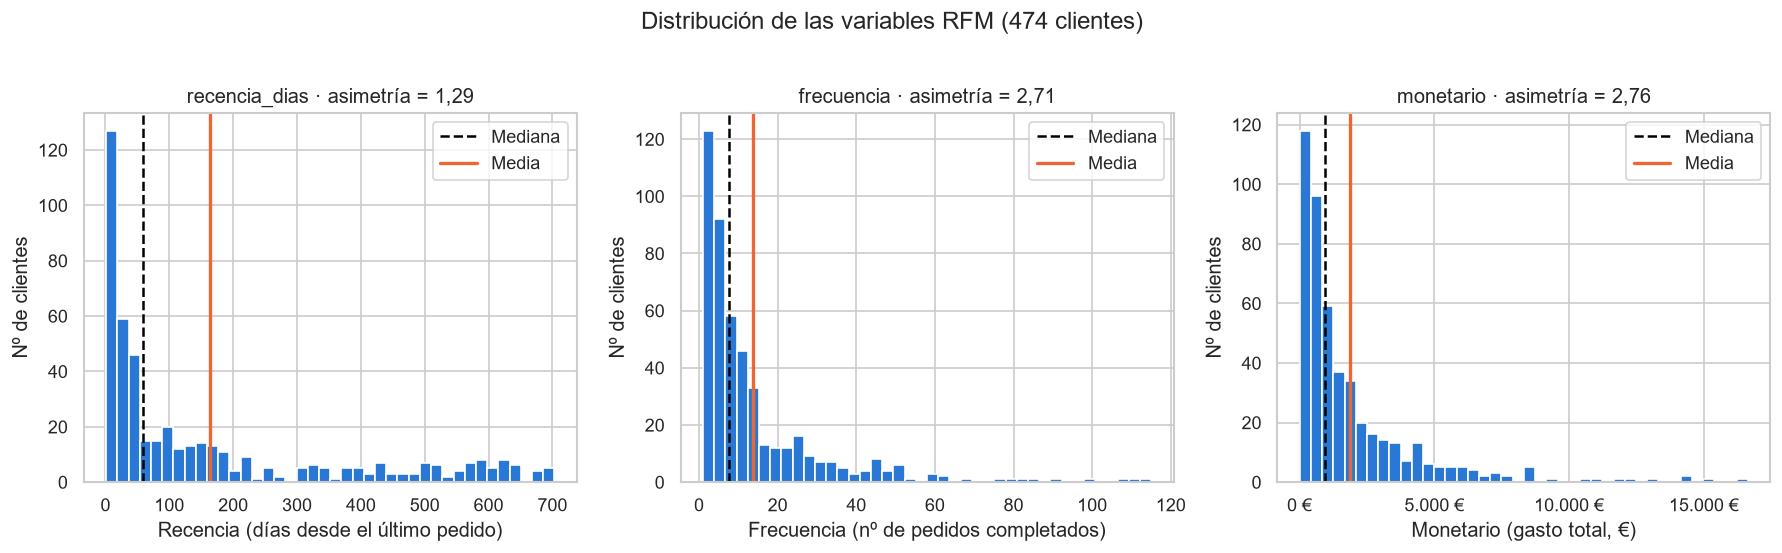 Distribución de las variables RFM (474 clientes)
recencia_dias · asimetría = 1,29
Mediana
Media
120
100
80
60
40
20
0
Nº de clientes
0 100 200 300 400 500 600 700
Recencia (días desde el último pedido)
frecuencia · asimetría = 2,71
Mediana
Media
120
100
80
60
40
20
0
Nº de clientes
0 20 40 60 80 100 120
Frecuencia (nº de pedidos completados)
monetario · asimetría = 2,76
Mediana
Media
120
100
80
60
40
20
0
Nº de clientes
0 € 5.000 € 10.000 € 15.000 €
Monetario (gasto total, €)